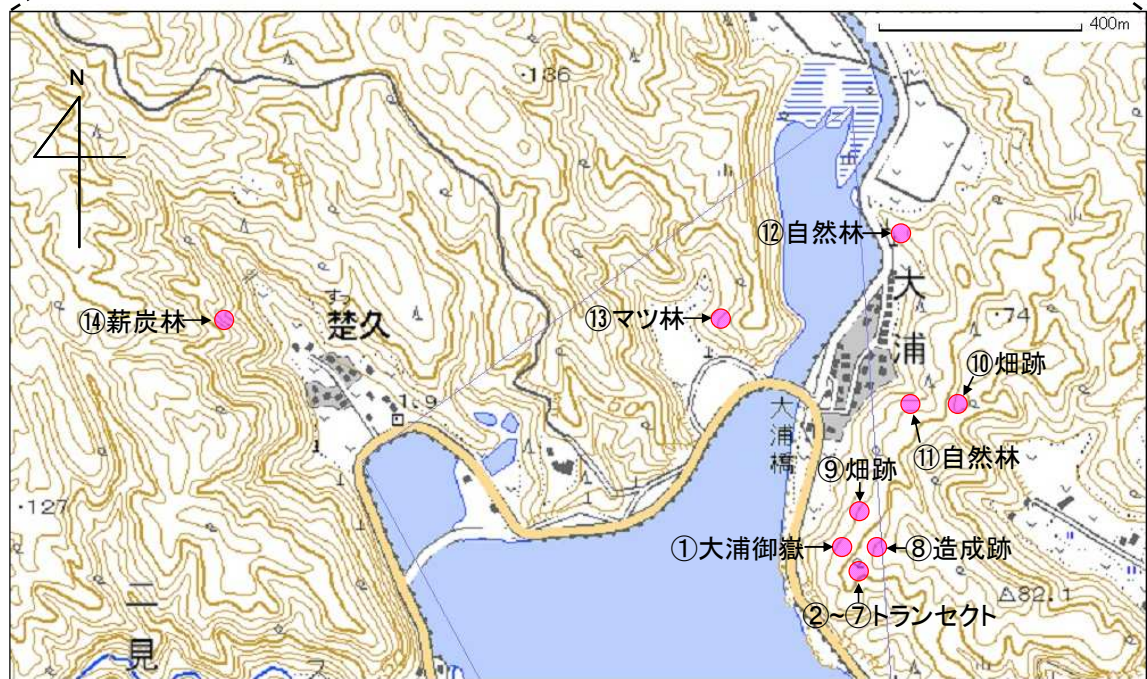 400m
N
・136
⑫自然林
大浦
すっ
楚久
⑭薪炭林
⑬マツ林
・74
⑩畑跡
1.9
大浦橋
⑪自然林
⑨畑跡
・127
①大浦御嶽
⑧造成跡
②~⑦トランセクト
82.1
二見